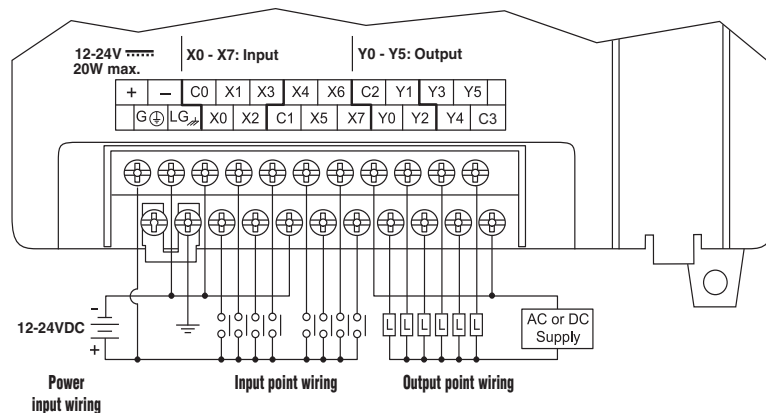 12-24V
20W max.
X0 - X7: Input
Y0 - Y5: Output
+ – C0 X1 X3 X4 X6 C2 Y1 Y3 Y5
G LG X0 X2 C1 X5 X7 Y0 Y2 Y4 C3
-
12-24VDC
+
L L L L L L
AC or DC
Supply
Power
input wiring
Input point wiring
Output point wiring